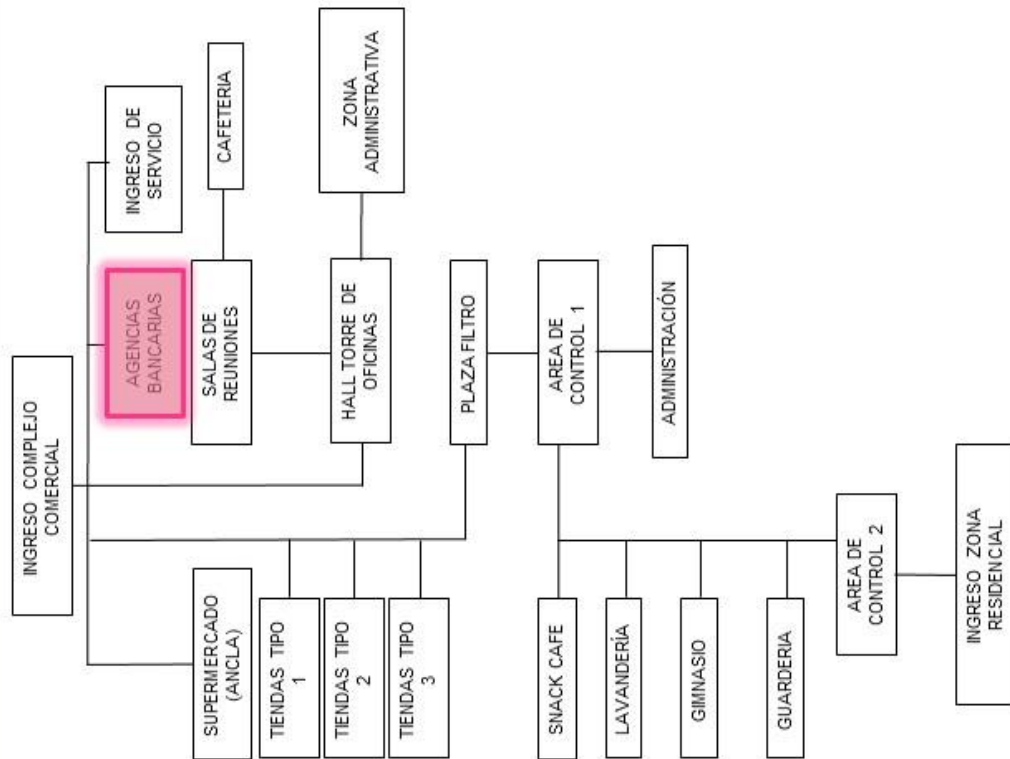 INGRESO COMPLEJO
COMERCIAL
INGRESO DE
SERVICIO
AGENCIAS
BANCARIAS
SUPERMERCADO
(ANCLA)
SALAS DE
REUNIONES
CAFETERIA
TIENDAS TIPO
1
TIENDAS TIPO
2
TIENDAS TIPO
3
HALL TORRE DE
OFICINAS
ZONA
ADMINISTRATIVA
PLAZA FILTRO
AREA DE
CONTROL 1
ADMINISTRACIÓN
SNACK CAFE
LAVANDERÍA
GIMNASIO
GUARDERIA
AREA DE
CONTROL 2
INGRESO ZONA
RESIDENCIAL